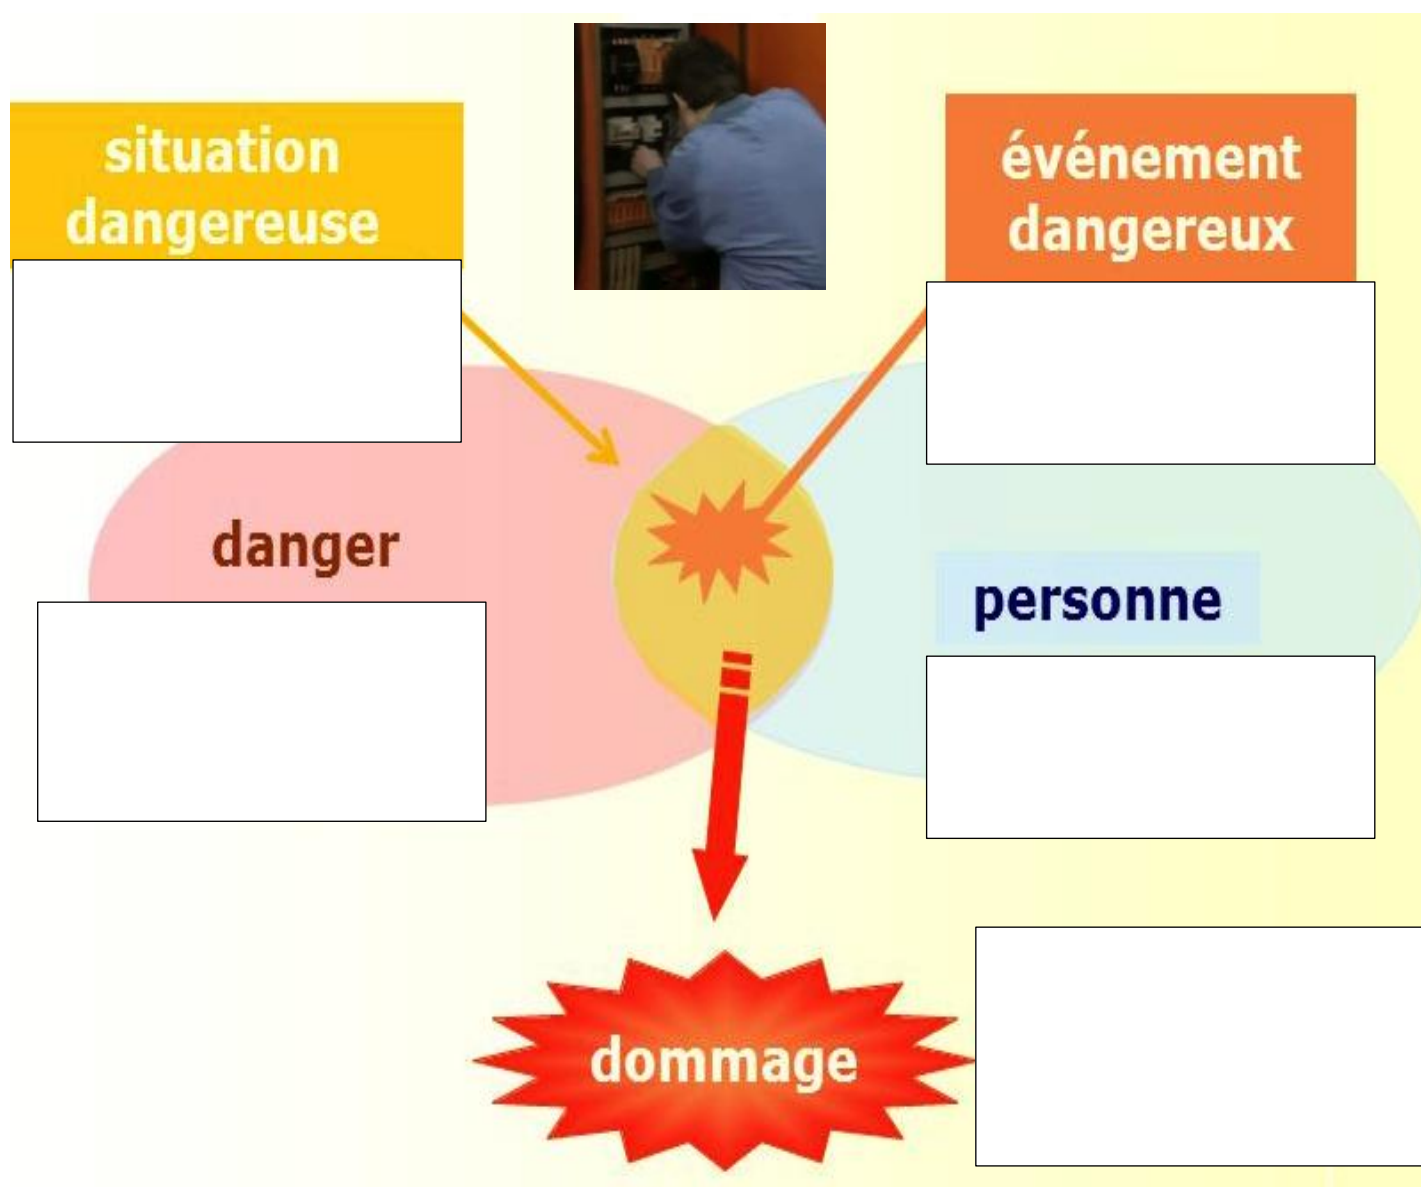 situation
dangereuse
événement
dangereux
danger
personne
dommage